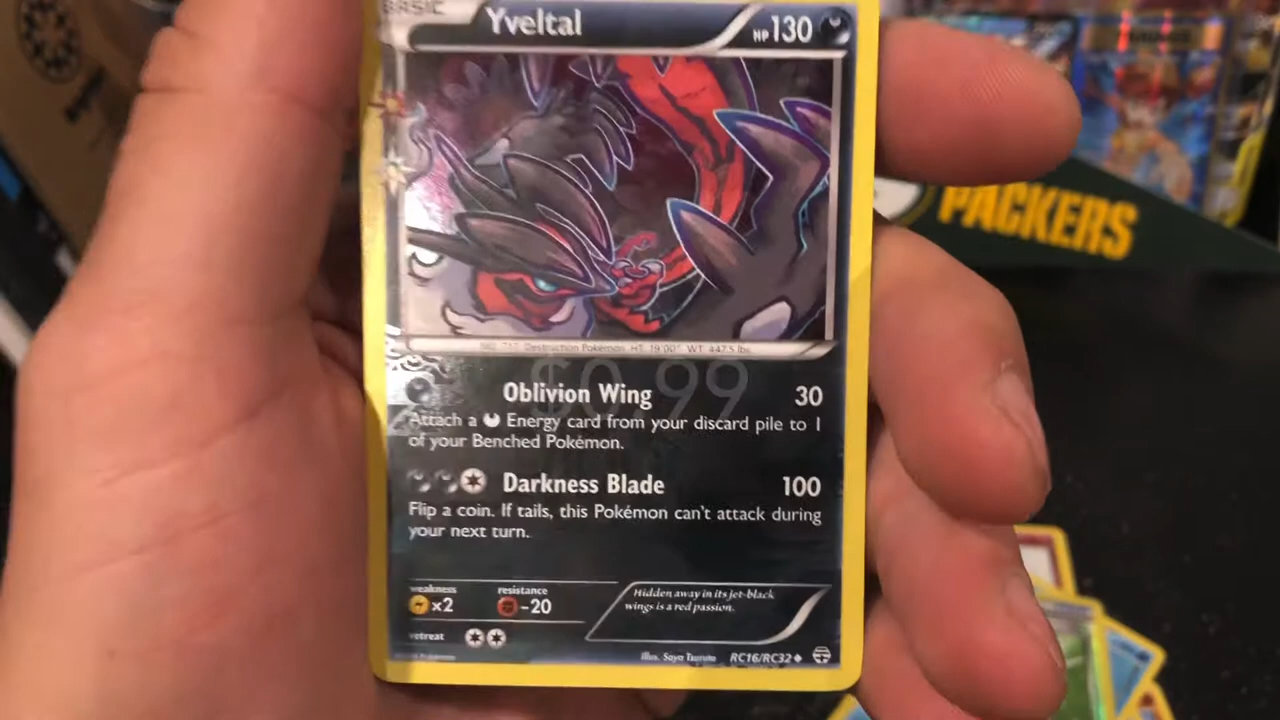 BASIC
Yveltal
HP 130
PACKERS
NO. 717 Destruction Pokémon HT. 19'00" WT. 447.5 lbs.
$0.99
Oblivion Wing 30
Attach a Energy card from your discard pile to 1
of your Benched Pokémon.
Darkness Blade 100
Flip a coin. If tails, this Pokémon can't attack during
your next turn.
weakness
x2
resistance
-20
Hidden away in its jet-black
wings is a red passion.
retreat
Illus. Saya Tsuruta
RC16/RC32